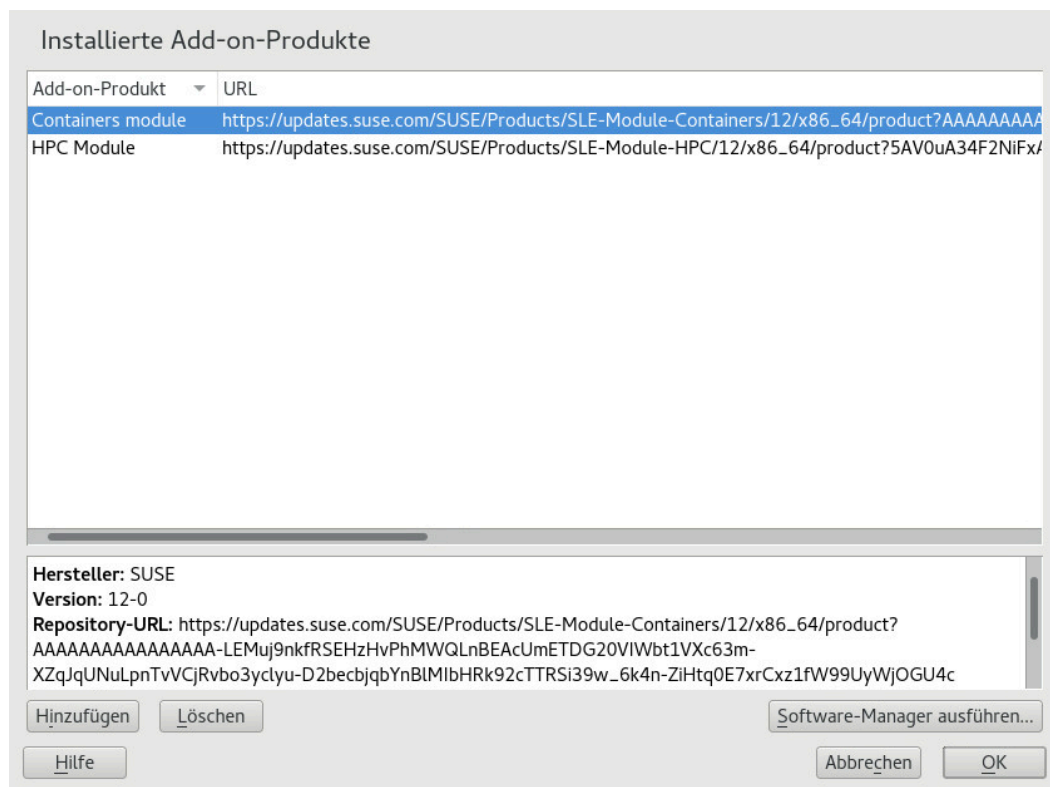 Installierte Add-on-Produkte
Add-on-Produkt URL
Containers module https://updates.suse.com/SUSE/Products/SLE-Module-Containers/12/x86_64/product?AAAAAAAAA
HPC Module https://updates.suse.com/SUSE/Products/SLE-Module-HPC/12/x86_64/product?5AV0uA34F2NiFxA
Hersteller: SUSE
Version: 12-0
Repository-URL: https://updates.suse.com/SUSE/Products/SLE-Module-Containers/12/x86_64/product?
AAAAAAAAAAAAAAAA-LEMuj9nkfRSEHzHvPhMWQLnBEAcUmETDG20VIWbt1VXc63m-
XZqJqUNuLpnTvVCjRvbo3yclyu-D2becbjqbYnBlMIbHRk92cTTRSi39w_6k4n-ZiHtq0E7xrCxz1fW99UyWjOGU4c
Hinzufügen Löschen Software-Manager ausführen...
Hilfe Abbrechen OK